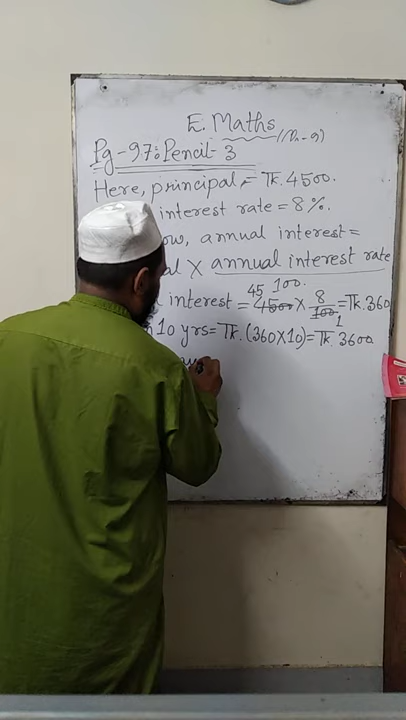 E. Maths
(D-9)
Pg-97: Pencil-3
Here, principal = Tk. 4500.
interest rate = 8%.
ow, annual interest =
al X annual interest rate
100.
interest = 45 4500 X 8/100 = Tk. 360
1
10 yrs = Tk. (360X10) = Tk. 3600